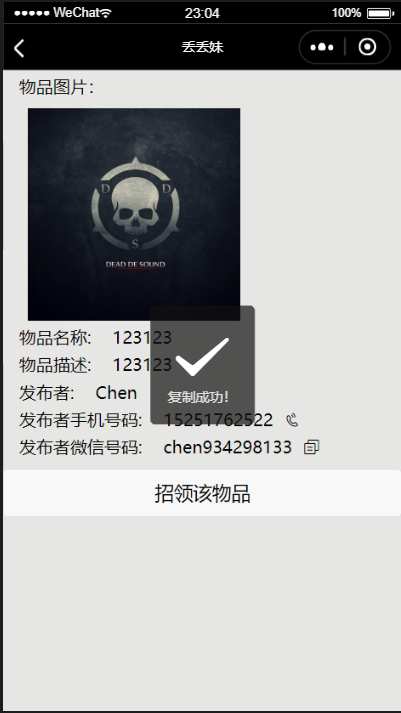 WeChat 23:04 100%
丢丢妹
物品图片：
D D
S
DEAD DE SOUND
物品名称： 123123
物品描述： 123123
复制成功！
发布者： Chen
发布者手机号码： 15251762522
发布者微信号码： chen934298133
招领该物品